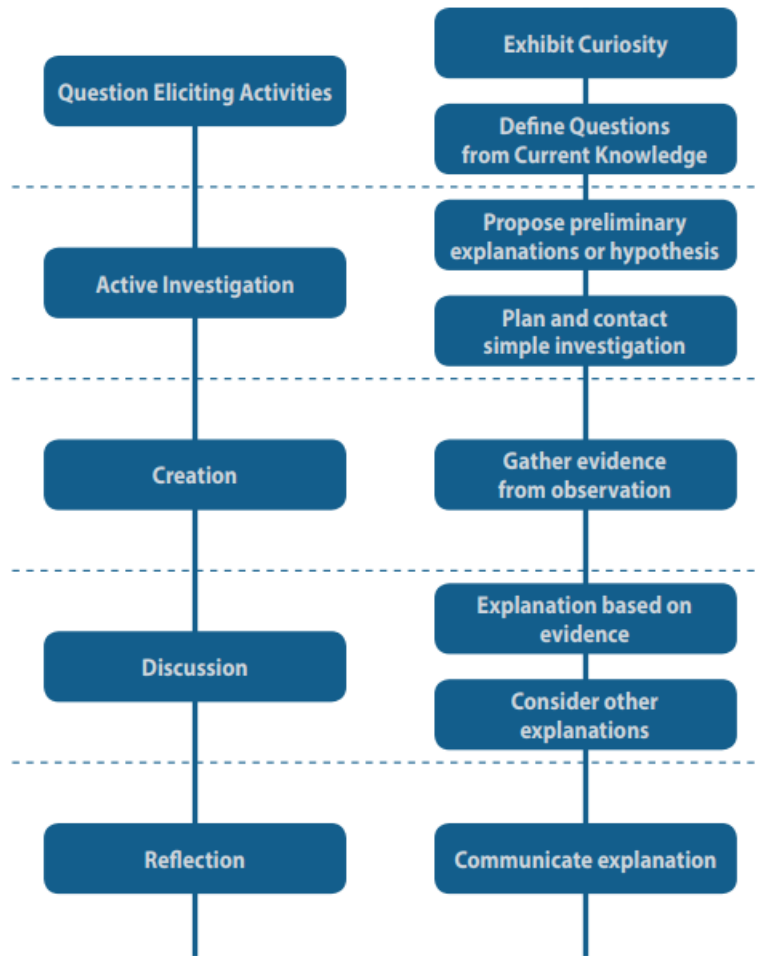 Question Eliciting Activities
Exhibit Curiosity
Define Questions
from Current Knowledge
Active Investigation
Propose preliminary
explanations or hypothesis
Plan and contact
simple investigation
Creation
Gather evidence
from observation
Discussion
Explanation based on
evidence
Consider other
explanations
Reflection
Communicate explanation